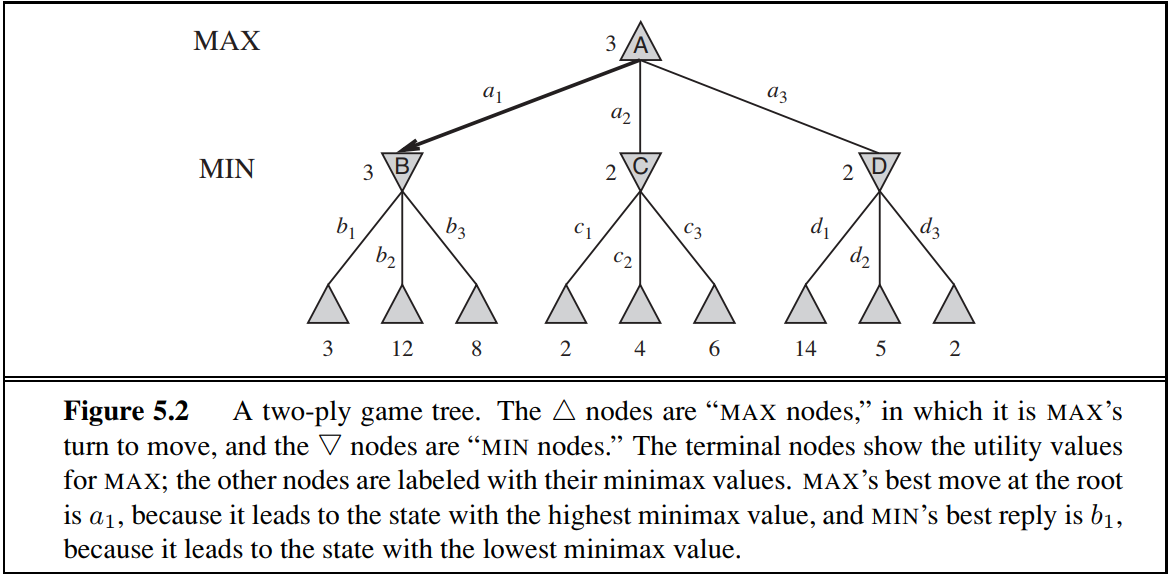 MAX
3 A
a1 a2 a3
MIN
3 B 2 C 2 D
b1 b2 b3 c1 c2 c3 d1 d2 d3
3 12 8 2 4 6 14 5 2
Figure 5.2 A two-ply game tree. The △ nodes are “MAX nodes,” in which it is MAX’s
turn to move, and the ▽ nodes are “MIN nodes.” The terminal nodes show the utility values
for MAX; the other nodes are labeled with their minimax values. MAX’s best move at the root
is a1, because it leads to the state with the highest minimax value, and MIN’s best reply is b1,
because it leads to the state with the lowest minimax value.